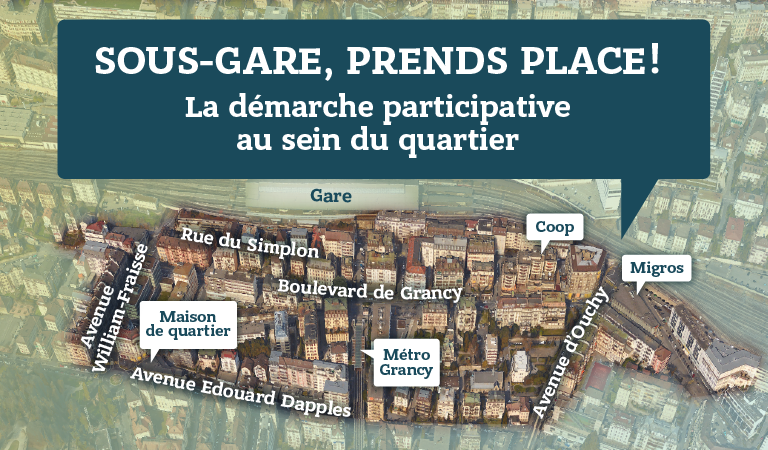 SOUS-GARE, PRENDS PLACE!
La démarche participative
au sein du quartier
Gare
Coop
Rue du Simplon
Migros
Boulevard de Grancy
Avenue
William-Fraisse
Maison
de quartier
Métro
Grancy
Avenue d'Ouchy
Avenue Edouard Dapples